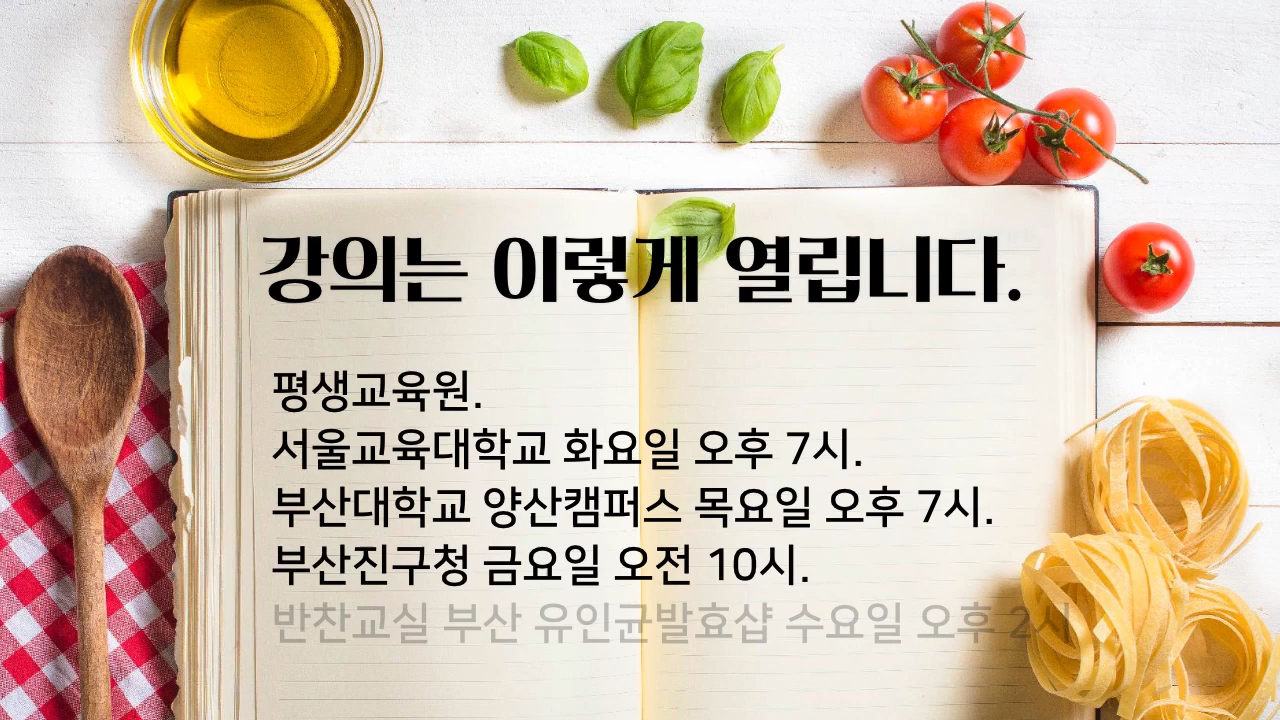 강의는 이렇게 열립니다.
평생교육원.
서울교육대학교 화요일 오후 7시.
부산대학교 양산캠퍼스 목요일 오후 7시.
부산진구청 금요일 오전 10시.
반찬교실 부산 유인균발효샵 수요일 오후 2시